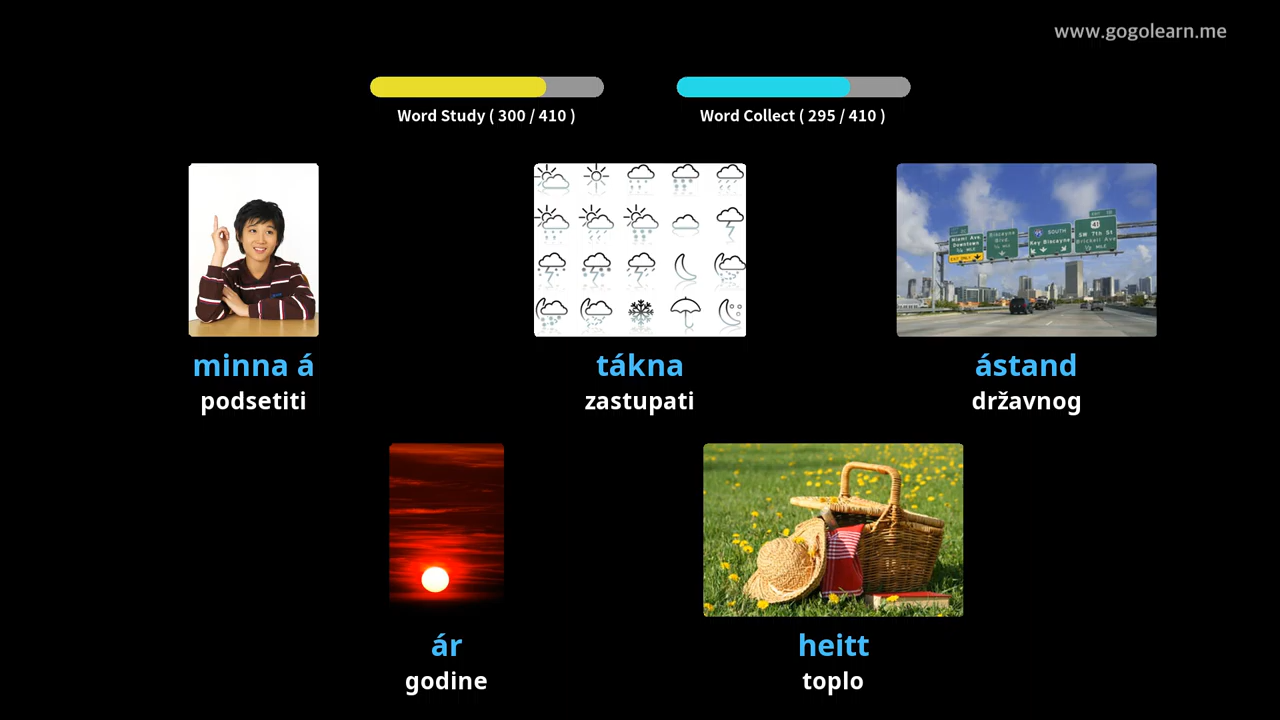 www.gogolearn.me
Word Study ( 300 / 410 )
Word Collect ( 295 / 410 )
minna á
podsetiti
tákna
zastupati
ástand
državnog
ár
godine
heitt
toplo